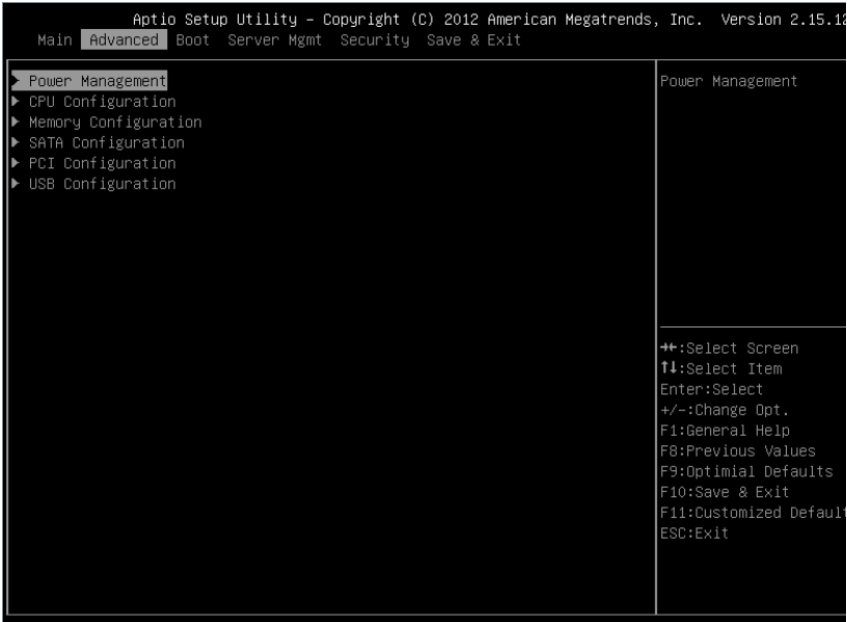 Aptio Setup Utility – Copyright (C) 2012 American Megatrends, Inc. Version 2.15.12
Main Advanced Boot Server Mgmt Security Save & Exit
Power Management
CPU Configuration
Memory Configuration
SATA Configuration
PCI Configuration
USB Configuration
Power Management
→←:Select Screen
↑↓:Select Item
Enter:Select
+/-:Change Opt.
F1:General Help
F8:Previous Values
F9:Optimial Defaults
F10:Save & Exit
F11:Customized Default
ESC:Exit